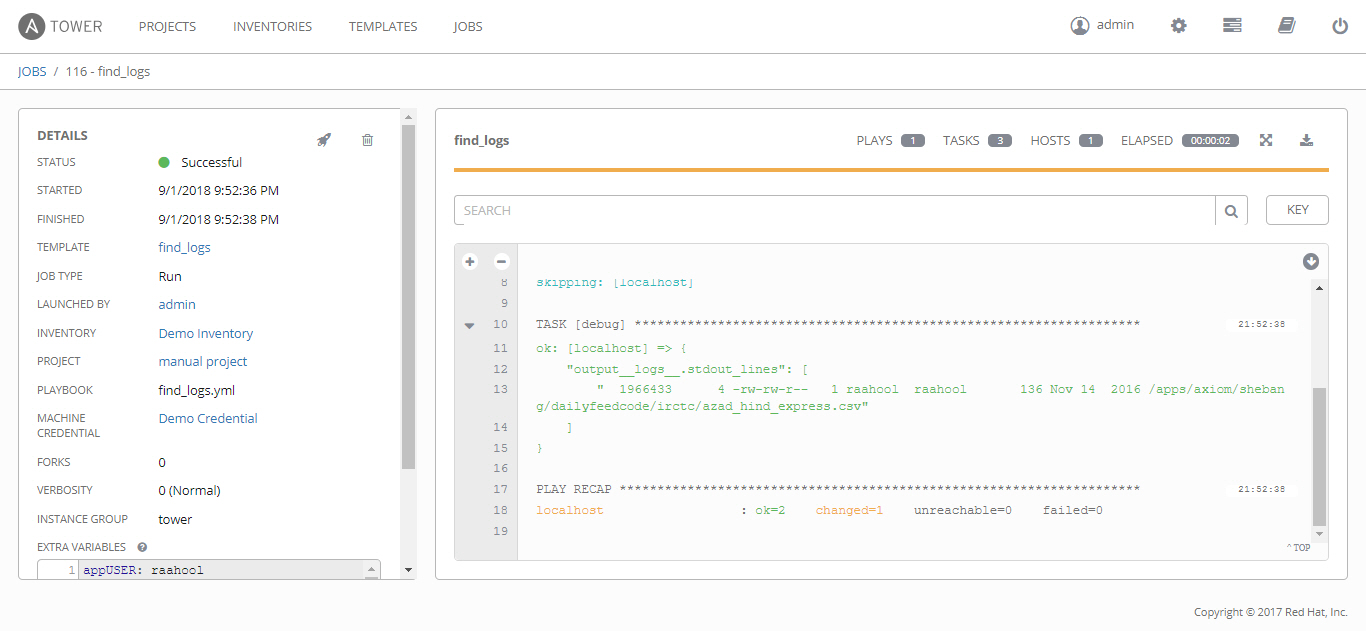 TOWER PROJECTS INVENTORIES TEMPLATES JOBS admin
JOBS / 116 - find_logs
DETAILS
STATUS Successful
STARTED 9/1/2018 9:52:36 PM
FINISHED 9/1/2018 9:52:38 PM
TEMPLATE find_logs
JOB TYPE Run
LAUNCHED BY admin
INVENTORY Demo Inventory
PROJECT manual project
PLAYBOOK find_logs.yml
MACHINE CREDENTIAL Demo Credential
FORKS 0
VERBOSITY 0 (Normal)
INSTANCE GROUP tower
EXTRA VARIABLES ?
1 appUSER: raahool
find_logs PLAYS 1 TASKS 3 HOSTS 1 ELAPSED 00:00:02
SEARCH KEY
8 skipping: [localhost]
9
10 TASK [debug] ******************************************************************* 21:52:38
11 ok: [localhost] => {
12 "output__logs__.stdout_lines": [
13 " 1966433 4 -rw-rw-r-- 1 raahool raahool 136 Nov 14 2016 /apps/axiom/sheban
g/dailyfeedcode/irctc/azad_hind_express.csv"
14 ]
15 }
16
17 PLAY RECAP ********************************************************************* 21:52:38
18 localhost : ok=2 changed=1 unreachable=0 failed=0
19
^ TOP
Copyright © 2017 Red Hat, Inc.